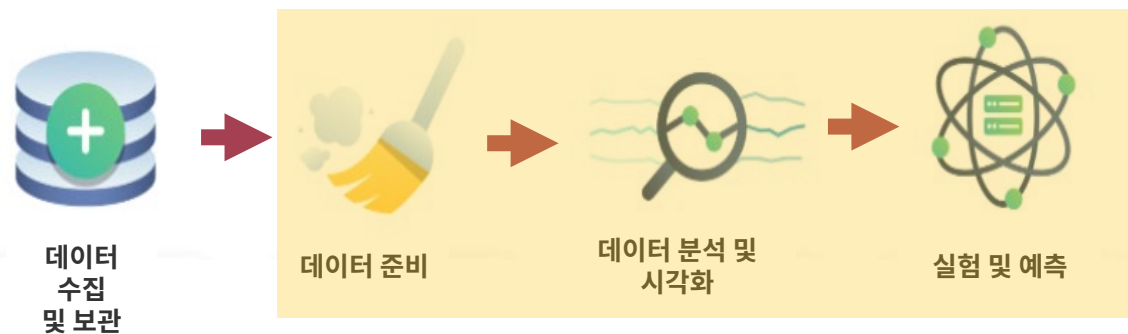 데이터
수집
및 보관
데이터 준비
데이터 분석 및
시각화
실험 및 예측